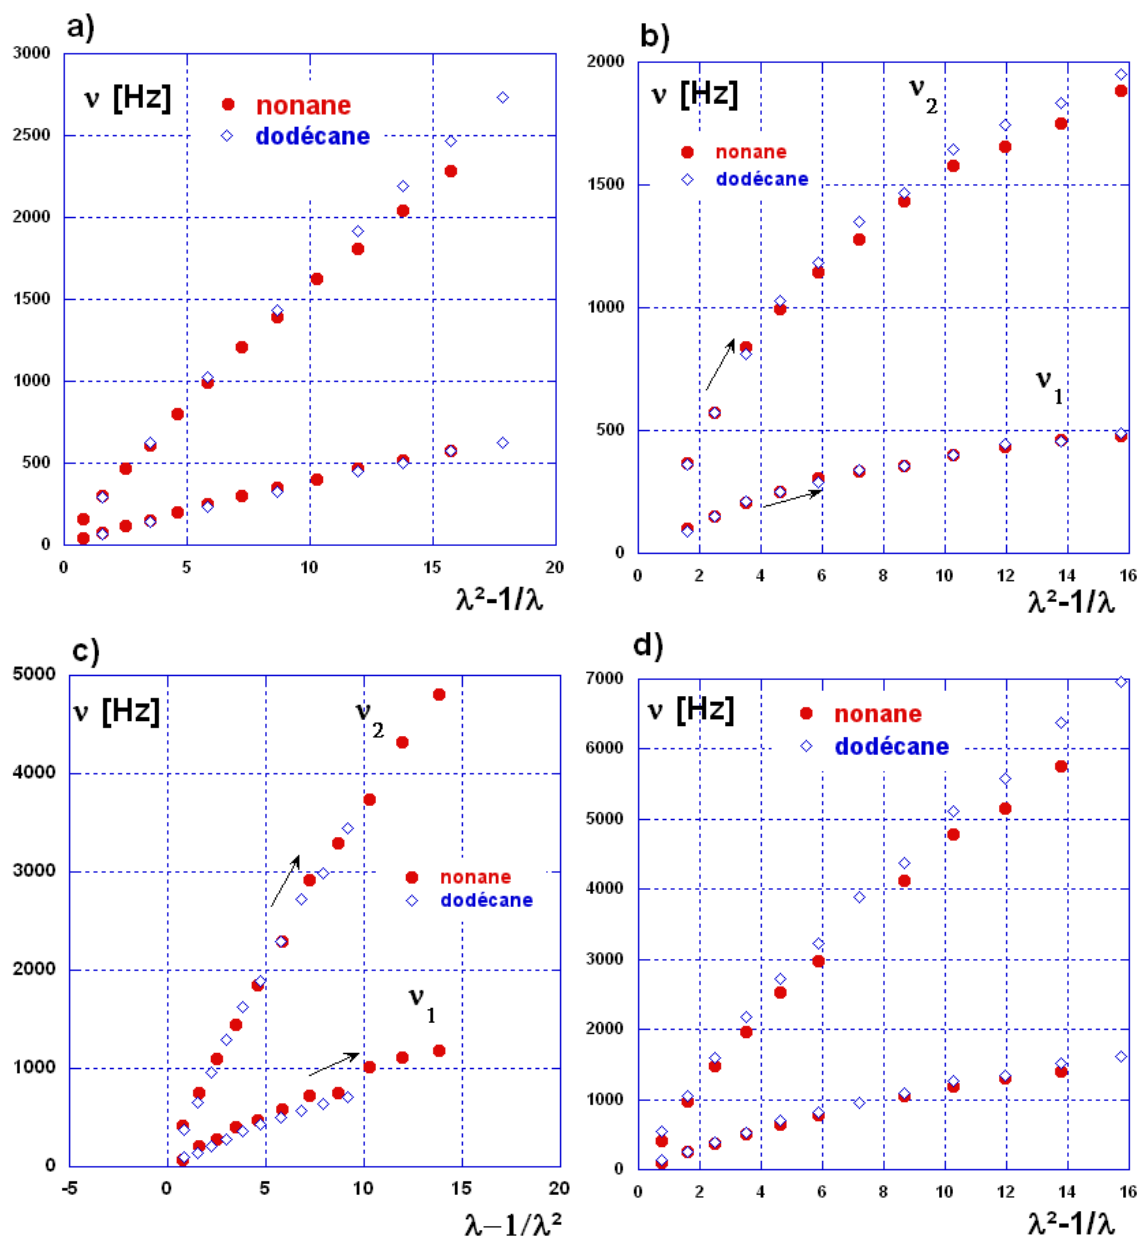 a)
3000
2500
2000
1500
1000
500
0
ν [Hz]
nonane
dodécane
0 5 10 15 20
λ²-1/λ
b)
2000
1500
1000
500
0
ν [Hz]
ν2
nonane
dodécane
ν1
0 2 4 6 8 10 12 14 16
λ²-1/λ
c)
5000
4000
3000
2000
1000
0
ν [Hz]
ν2
nonane
dodécane
ν1
-5 0 5 10 15 20
λ−1/λ²
d)
7000
6000
5000
4000
3000
2000
1000
0
ν [Hz]
nonane
dodécane
0 2 4 6 8 10 12 14 16
λ²-1/λ